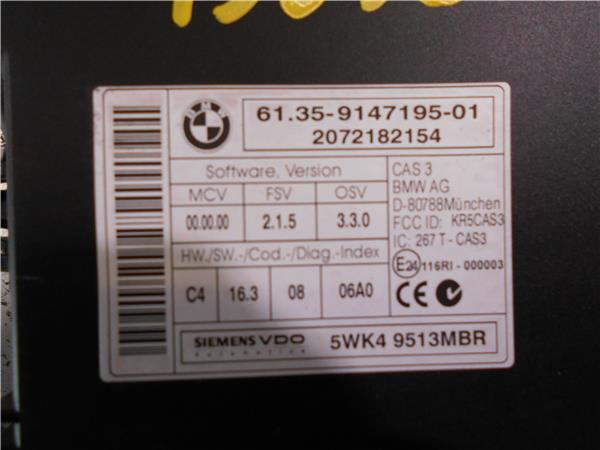 BMW
61.35-9147195-01
2072182154
Software, Version
MCV FSV OSV
00.00.00 2.1.5 3.3.0
HW./SW.-/Cod.-/Diag.-Index
C4 16.3 08 06A0
CAS 3
BMW AG
D-80788München
FCC ID: KR5CAS3
IC: 267 T - CAS3
E24 116RI - 000003
CE
SIEMENS VDO
Automotive
5WK4 9513MBR